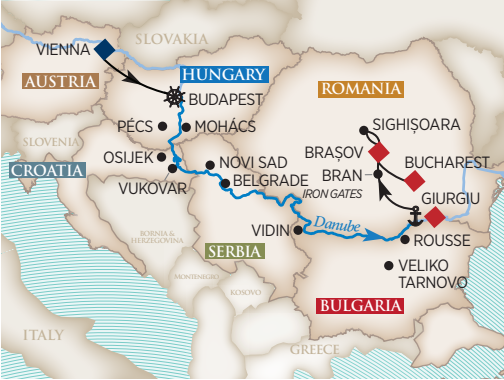 SLOVAKIA
VIENNA
AUSTRIA
HUNGARY
BUDAPEST
ROMANIA
PÉCS
MOHÁCS
SIGHIȘOARA
SLOVENIA
CROATIA
OSIJEK
VUKOVAR
NOVI SAD
BELGRADE
BRAȘOV
BRAN
BUCHAREST
IRON GATES
GIURGIU
BORNIA &
HERZEGOVINA
SERBIA
VIDIN
Danube
ROUSSE
VELIKO
TARNOVO
MONTENEGRO
KOSOVO
BULGARIA
ITALY
GREECE